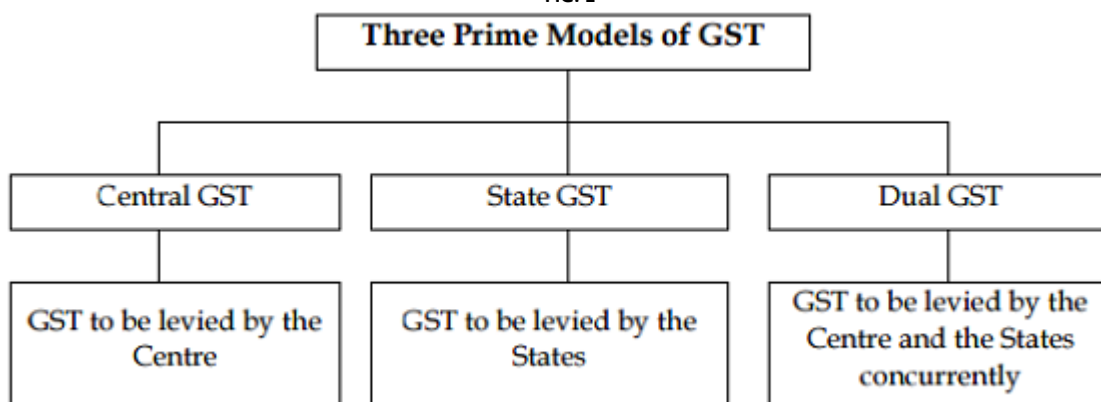 Three Prime Models of GST
Central GST
State GST
Dual GST
GST to be levied by the
Centre
GST to be levied by the
States
GST to be levied by the
Centre and the States
concurrently